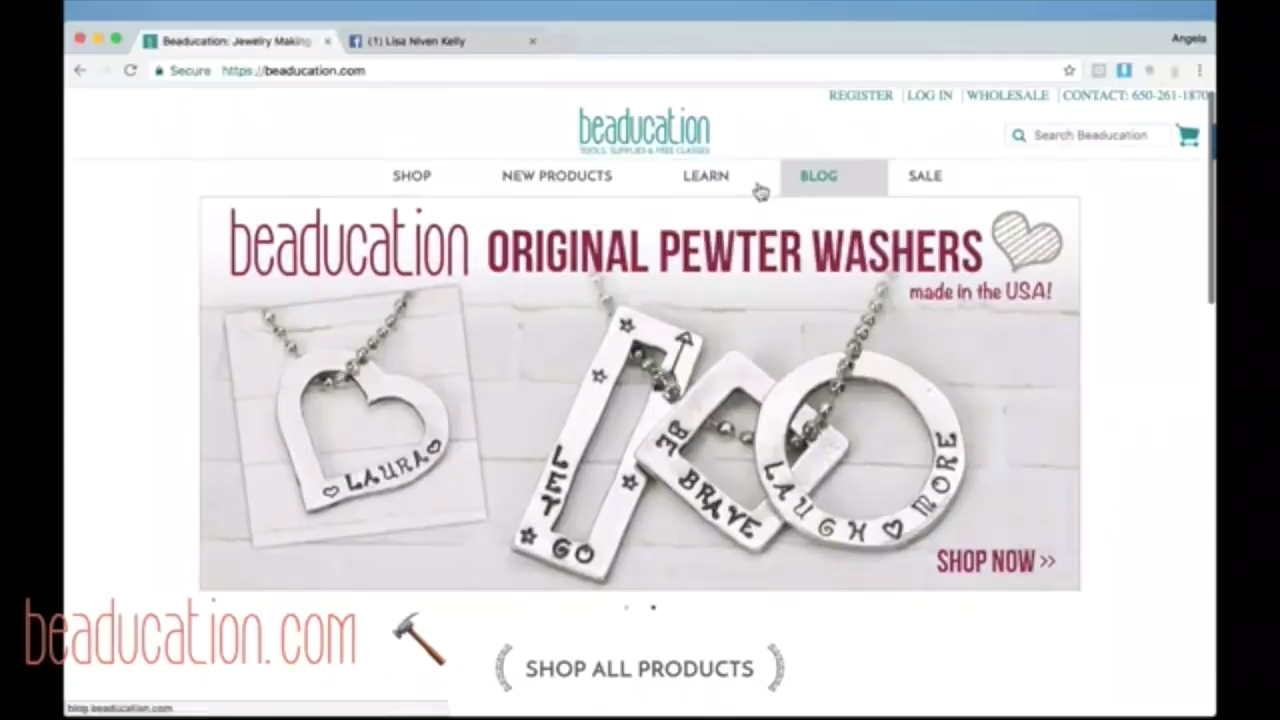 Beaducation: Jewelry Making
(1) Lisa Niven Kelly
Angela
Secure https://beaducation.com
REGISTER | LOG IN | WHOLESALE | CONTACT: 650-261-1870
beaducation
TOOLS, SUPPLIES & FREE CLASSES
Search Beaducation
SHOP NEW PRODUCTS LEARN BLOG SALE
beaducation ORIGINAL PEWTER WASHERS
made in the USA!
LAURA
LET GO
BE BRAVE
LAUGH MORE
SHOP NOW >>
beaducation.com
SHOP ALL PRODUCTS
blog.beaducation.com